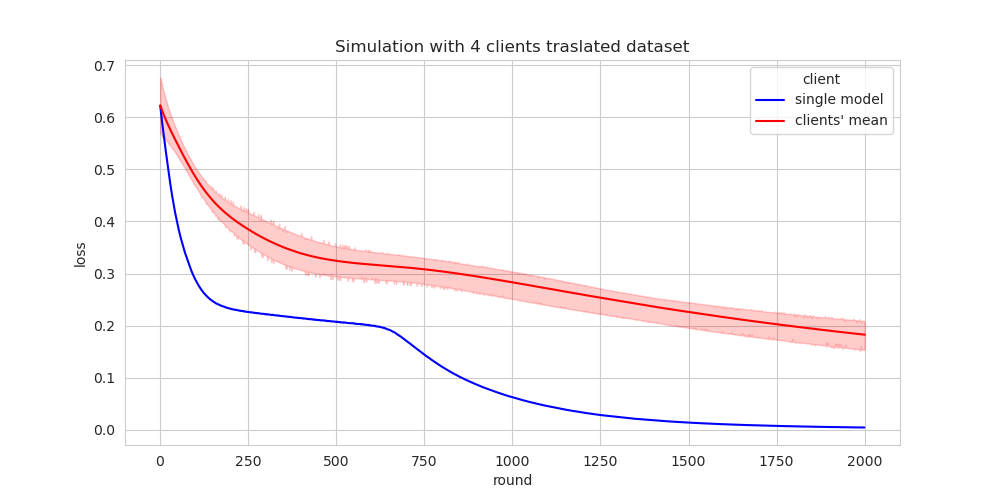 Simulation with 4 clients traslated dataset
client
single model
clients' mean
loss
0.7
0.6
0.5
0.4
0.3
0.2
0.1
0.0
0 250 500 750 1000 1250 1500 1750 2000
round